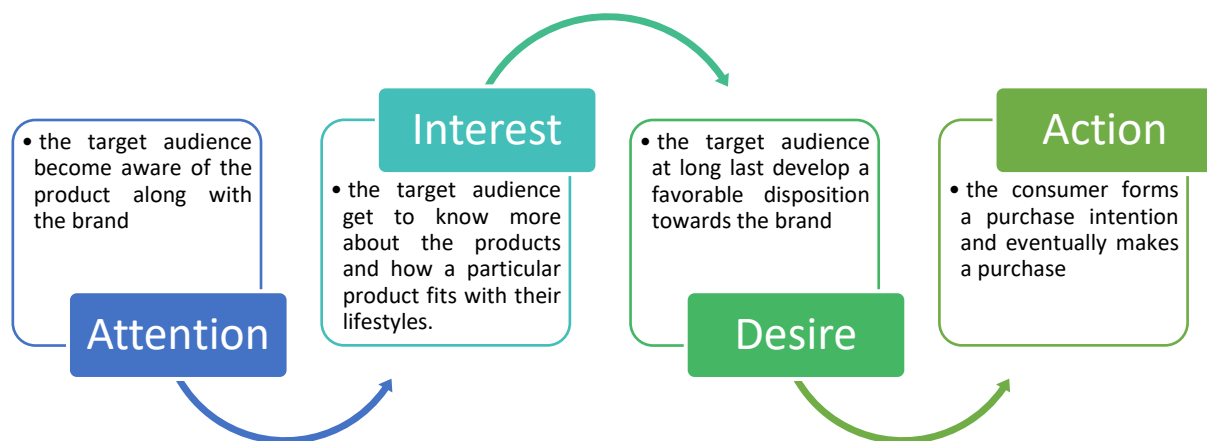 • the target audience
become aware of the
product along with
the brand
Attention
Interest
• the target audience
get to know more
about the products
and how a particular
product fits with their
lifestyles.
• the target audience
at long last develop a
favorable disposition
towards the brand
Desire
Action
• the consumer forms
a purchase intention
and eventually makes
a purchase